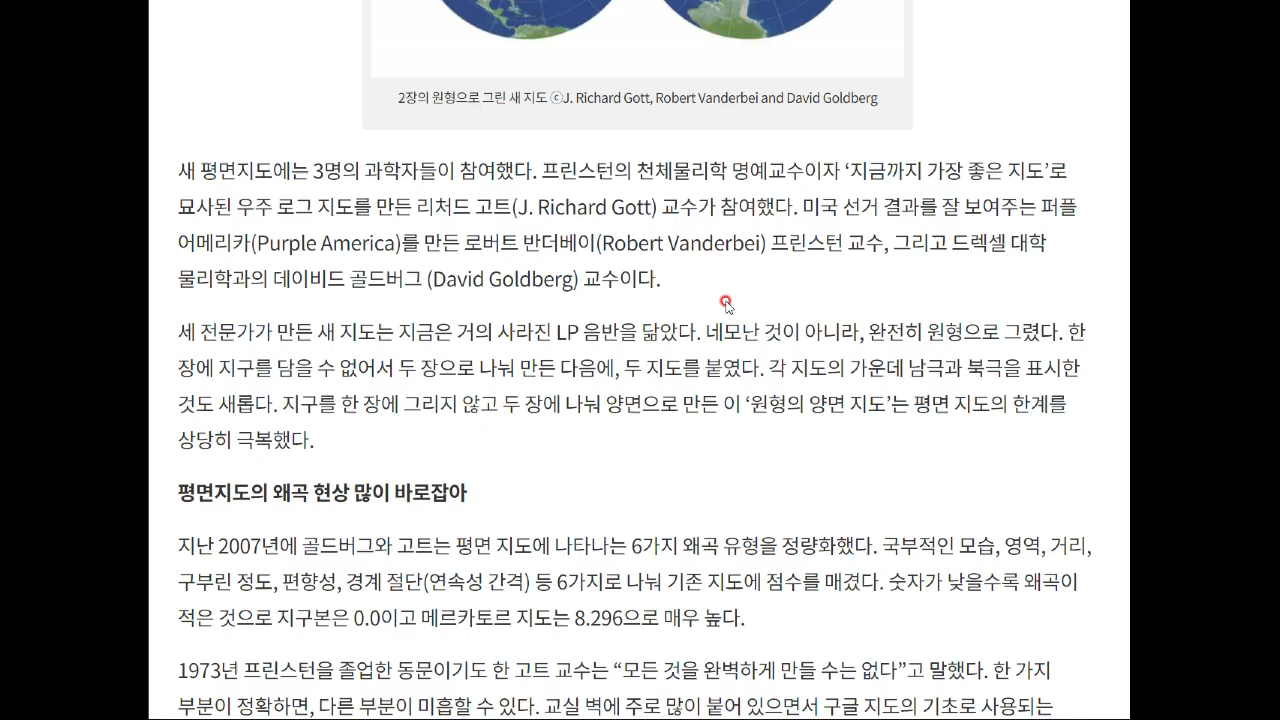 2장의 원형으로 그린 새 지도 ⓒJ. Richard Gott, Robert Vanderbei and David Goldberg
새 평면지도에는 3명의 과학자들이 참여했다. 프린스턴의 천체물리학 명예교수이자 ‘지금까지 가장 좋은 지도’로
묘사된 우주 로그 지도를 만든 리처드 고트(J. Richard Gott) 교수가 참여했다. 미국 선거 결과를 잘 보여주는 퍼플
어메리카(Purple America)를 만든 로버트 반더베이(Robert Vanderbei) 프린스턴 교수, 그리고 드렉셀 대학
물리학과의 데이비드 골드버그 (David Goldberg) 교수이다.
세 전문가가 만든 새 지도는 지금은 거의 사라진 LP 음반을 닮았다. 네모난 것이 아니라, 완전히 원형으로 그렸다. 한
장에 지구를 담을 수 없어서 두 장으로 나눠 만든 다음에, 두 지도를 붙였다. 각 지도의 가운데 남극과 북극을 표시한
것도 새롭다. 지구를 한 장에 그리지 않고 두 장에 나눠 양면으로 만든 이 ‘원형의 양면 지도’는 평면 지도의 한계를
상당히 극복했다.
평면지도의 왜곡 현상 많이 바로잡아
지난 2007년에 골드버그와 고트는 평면 지도에 나타나는 6가지 왜곡 유형을 정량화했다. 국부적인 모습, 영역, 거리,
구부린 정도, 편향성, 경계 절단(연속성 간격) 등 6가지로 나눠 기존 지도에 점수를 매겼다. 숫자가 낮을수록 왜곡이
적은 것으로 지구본은 0.0이고 메르카토르 지도는 8.296으로 매우 높다.
1973년 프린스턴을 졸업한 동문이기도 한 고트 교수는 “모든 것을 완벽하게 만들 수는 없다”고 말했다. 한 가지
부분이 정확하면, 다른 부분이 미흡할 수 있다. 교실 벽에 주로 많이 붙어 있으면서 구글 지도의 기초로 사용되는